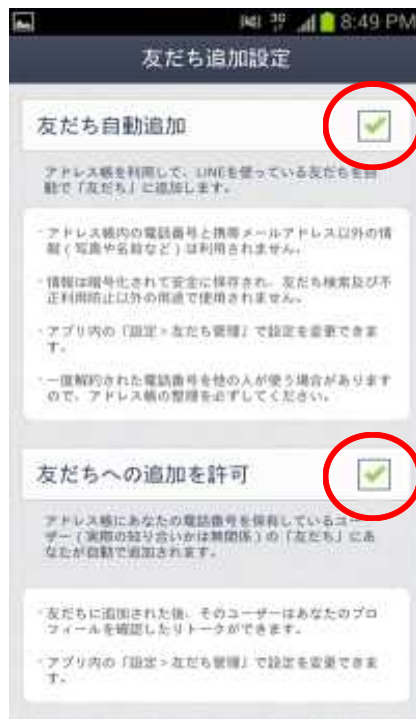 3G 8:49 PM
友だち追加設定
友だち自動追加
アドレス帳を利用して、LINEを使っている友だちを自
動で「友だち」に追加します。
・アドレス帳内の電話番号と携帯メールアドレス以外の情
報(写真や名前など)は利用されません。
・情報は暗号化されて安全に保存され、友だち検索及び不
正利用防止以外の用途で使用されません。
・アプリ内の「設定>友だち管理」で設定を変更できま
す。
・一度解約された電話番号を他の人が使う場合があります
ので、アドレス帳の整理を必ずしてください。
友だちへの追加を許可
アドレス帳にあなたの電話番号を保有しているユー
ザー(実際の知り合いかは無関係)の「友だち」にあ
なたが自動で追加されます。
・友だちに追加された後、そのユーザーはあなたのプロ
フィールを確認したりトークができます。
・アプリ内の「設定>友だち管理」で設定を変更できま
す。